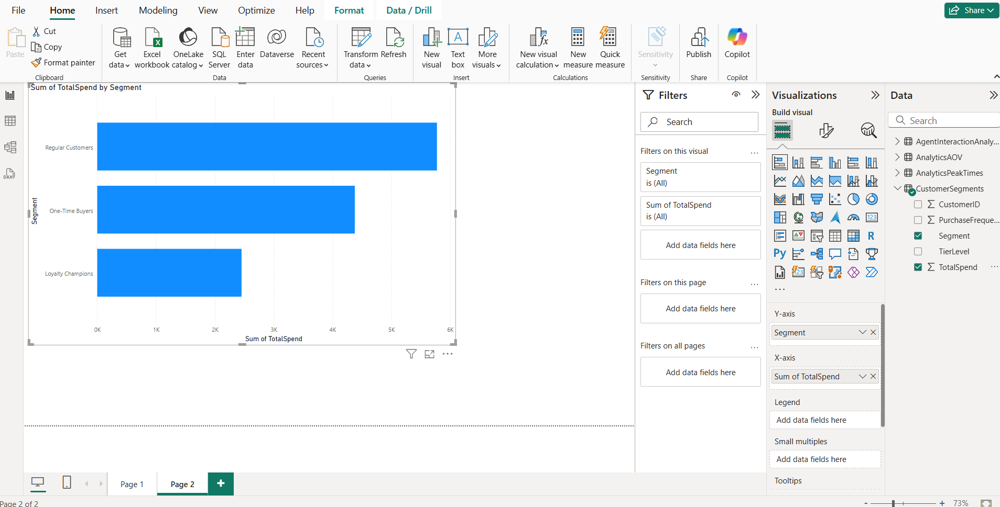 File Home Insert Modeling View Optimize Help Format Data / Drill Share
Paste
Cut
Copy
Format painter
Clipboard
Get data
Excel workbook
OneLake catalog
SQL Server
Enter data
Dataverse
Recent sources
Data
Transform data
Refresh
Queries
New visual
Text box
More visuals
Insert
New visual calculation
New measure
Quick measure
Calculations
Sensitivity
Sensitivity
Publish
Share
Copilot
Copilot
Sum of TotalSpend by Segment
Segment
Regular Customers
One-Time Buyers
Loyalty Champions
0K 1K 2K 3K 4K 5K 6K
Sum of TotalSpend
Filters
Search
Filters on this visual ...
Segment
is (All)
Sum of TotalSpend
is (All)
Add data fields here
Filters on this page ...
Add data fields here
Filters on all pages ...
Add data fields here
Visualizations
Build visual
123
R
Py
123
...
Y-axis
Segment
X-axis
Sum of TotalSpend
Legend
Add data fields here
Small multiples
Add data fields here
Tooltips
Data
Search
AgentInteractionAnaly...
AnalyticsAOV
AnalyticsPeakTimes
CustomerSegments
CustomerID
PurchaseFreque...
Segment
TierLevel
TotalSpend ...
DAX
Page 1 Page 2 +
Page 2 of 2
- + 73%